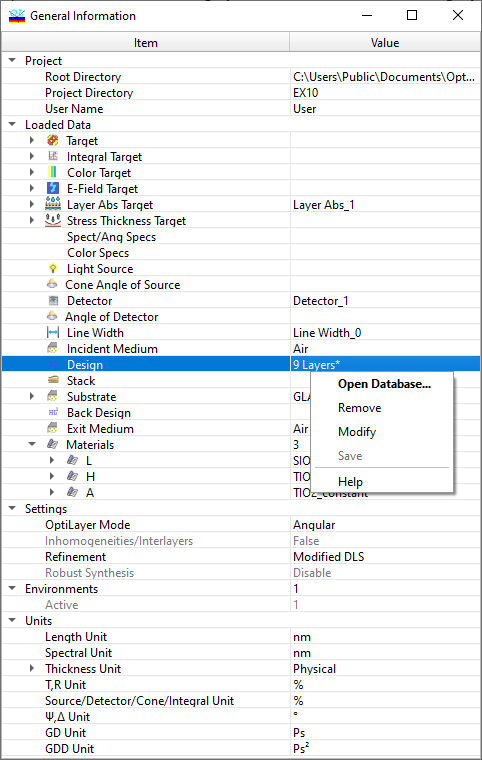 General Information
Item Value
Project
Root Directory C:\Users\Public\Documents\Opt...
Project Directory EX10
User Name User
Loaded Data
Target
Integral Target
Color Target
E-Field Target
Layer Abs Target Layer Abs_1
Stress Thickness Target
Spect/Ang Specs
Color Specs
Light Source
Cone Angle of Source
Detector Detector_1
Angle of Detector
Line Width Line Width_0
Incident Medium Air
Design 9 Layers*
Stack Open Database...
Substrate GLA
Back Design Remove
Exit Medium Air Modify
Materials 3 Save
L SIO
H TIO Help
A TIO2_constant
Settings
OptiLayer Mode Angular
Inhomogeneities/Interlayers False
Refinement Modified DLS
Robust Synthesis Disable
Environments 1
Active 1
Units
Length Unit nm
Spectral Unit nm
Thickness Unit Physical
T,R Unit %
Source/Detector/Cone/Integral Unit %
Ψ,Δ Unit °
GD Unit Ps
GDD Unit Ps²